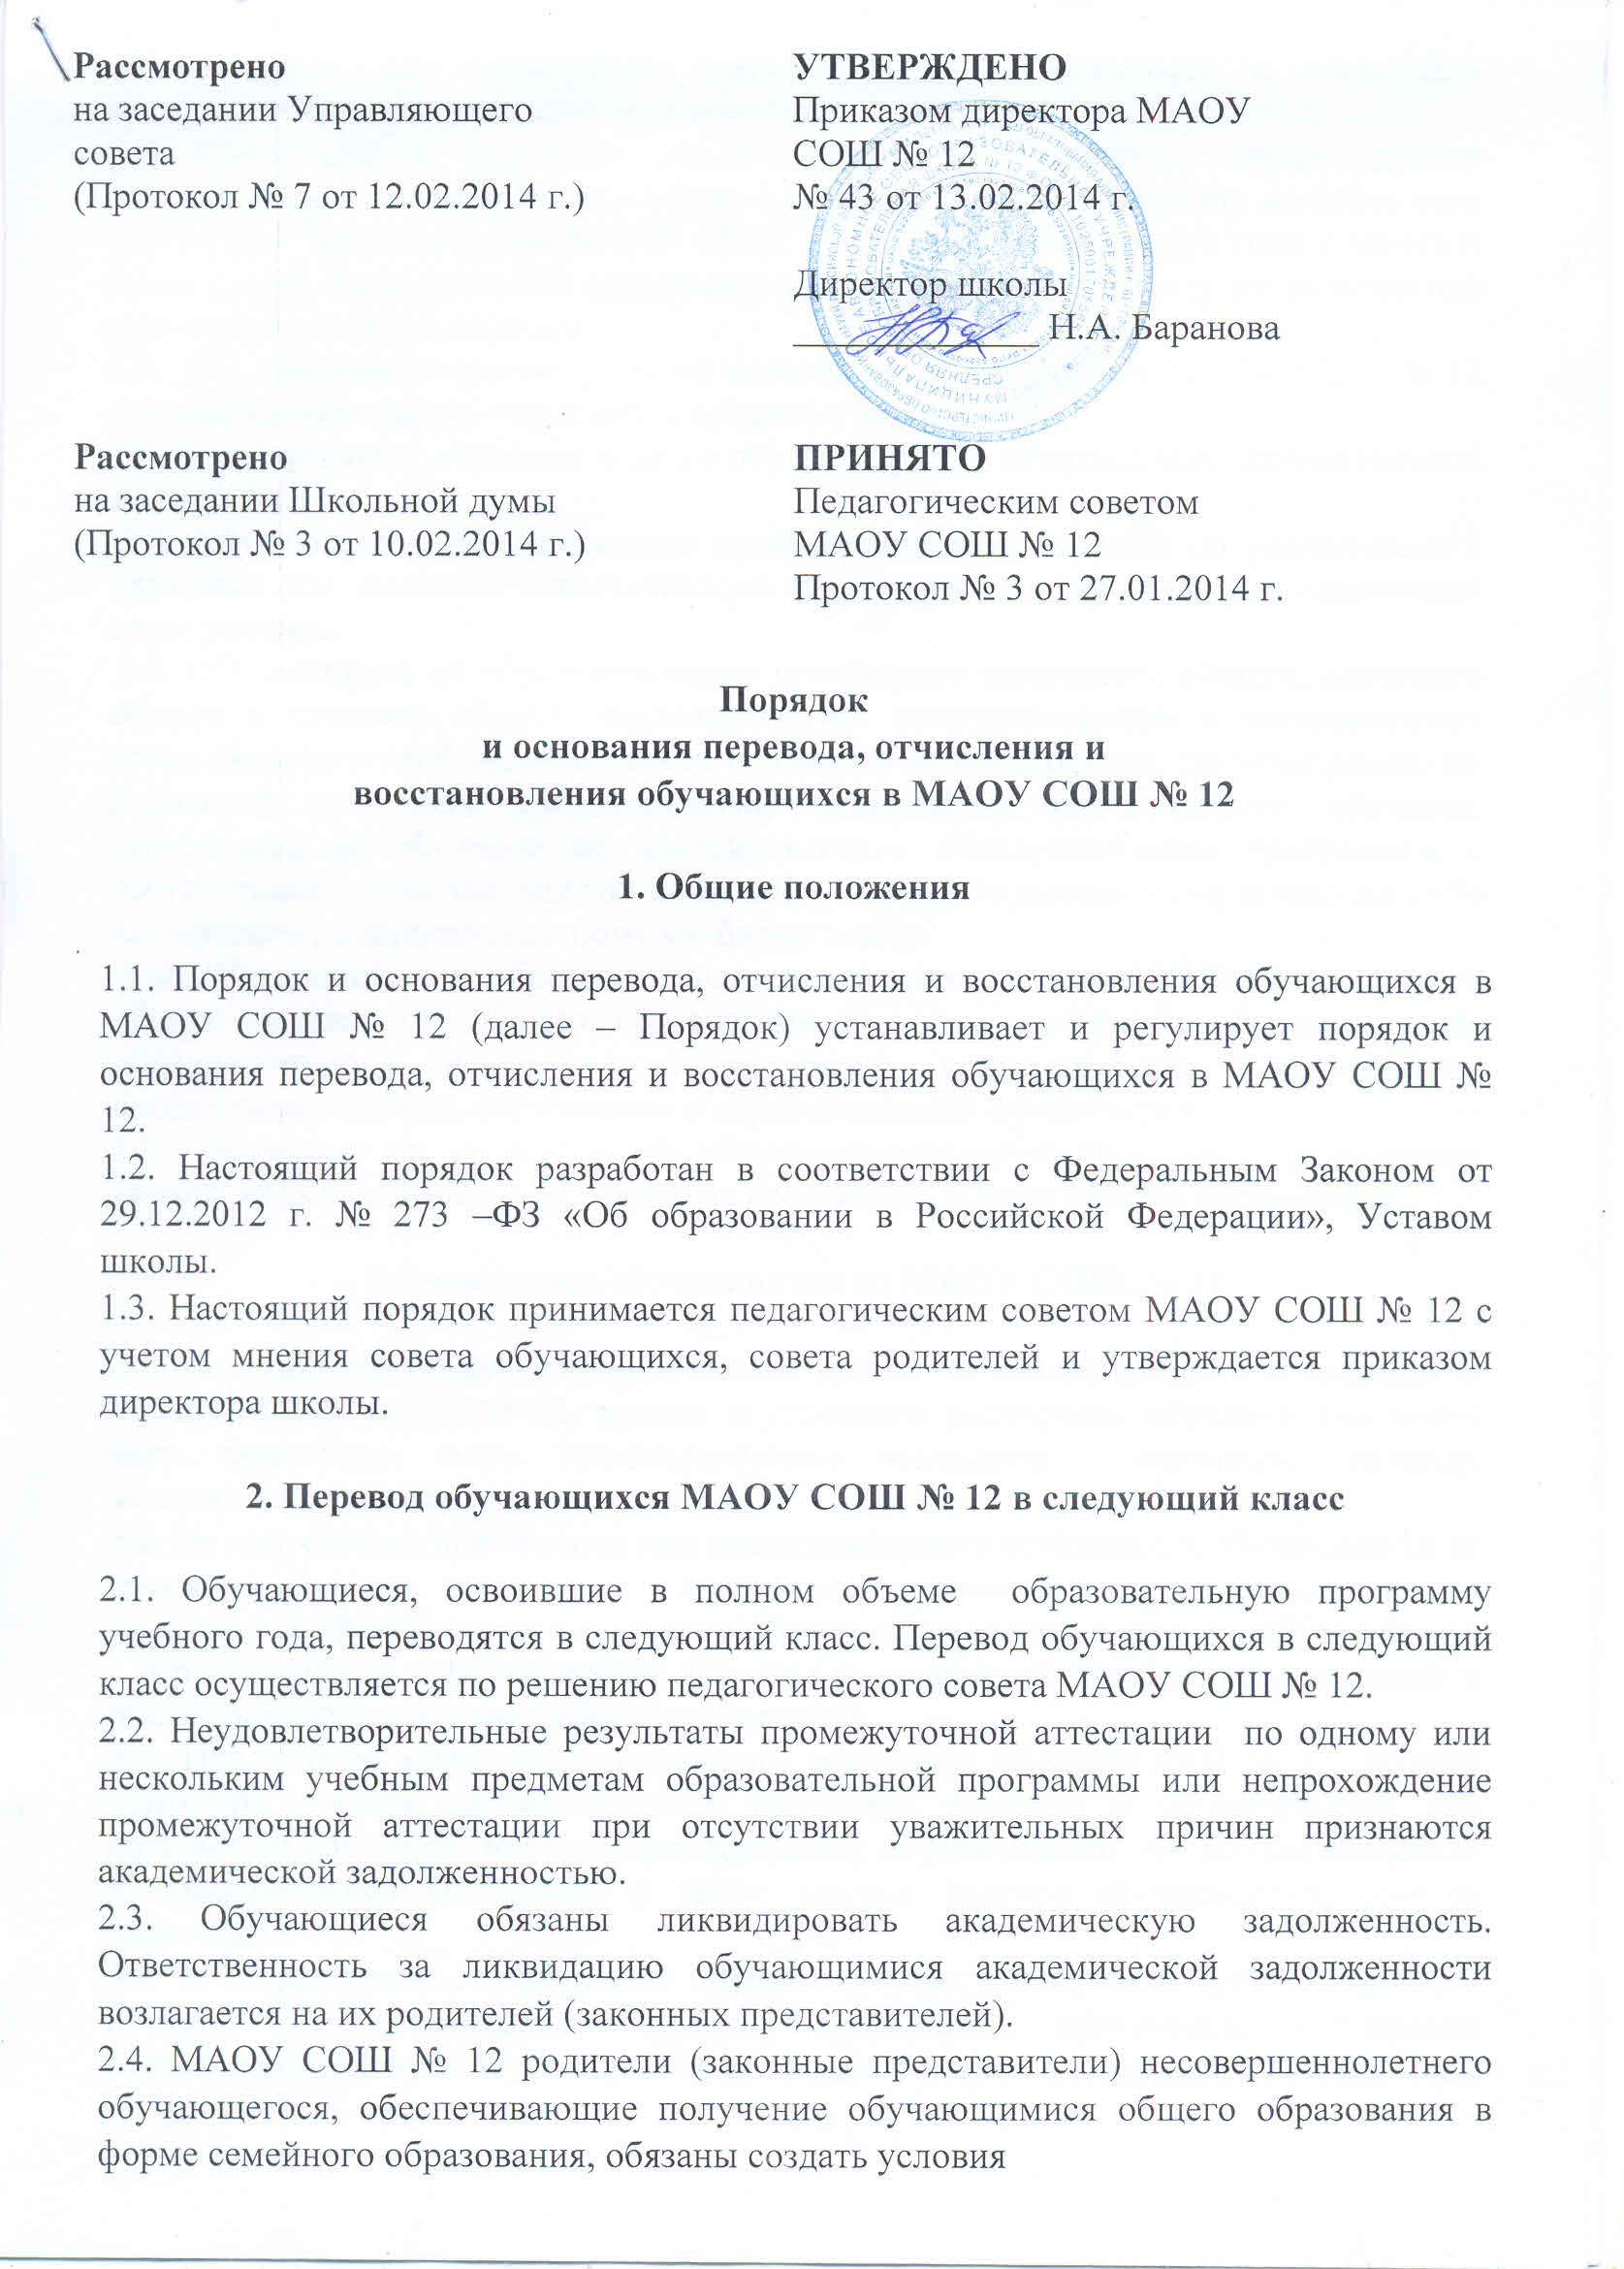 Рассмотрено
на заседании Управляющего
совета
(Протокол № 7 от 12.02.2014 г.)
УТВЕРЖДЕНО
Приказом директора МАОУ
СОШ № 12
№ 43 от 13.02.2014 г.
Директор школы
_____________ Н.А. Баранова
Рассмотрено
на заседании Школьной думы
(Протокол № 3 от 10.02.2014 г.)
ПРИНЯТО
Педагогическим советом
МАОУ СОШ № 12
Протокол № 3 от 27.01.2014 г.
Порядок
и основания перевода, отчисления и
восстановления обучающихся в МАОУ СОШ № 12
1. Общие положения
1.1. Порядок и основания перевода, отчисления и восстановления обучающихся в
МАОУ СОШ № 12 (далее – Порядок) устанавливает и регулирует порядок и
основания перевода, отчисления и восстановления обучающихся в МАОУ СОШ №
12.
1.2. Настоящий порядок разработан в соответствии с Федеральным Законом от
29.12.2012 г. № 273 –ФЗ «Об образовании в Российской Федерации», Уставом
школы.
1.3. Настоящий порядок принимается педагогическим советом МАОУ СОШ № 12 с
учетом мнения совета обучающихся, совета родителей и утверждается приказом
директора школы.
2. Перевод обучающихся МАОУ СОШ № 12 в следующий класс
2.1. Обучающиеся, освоившие в полном объеме образовательную программу
учебного года, переводятся в следующий класс. Перевод обучающихся в следующий
класс осуществляется по решению педагогического совета МАОУ СОШ № 12.
2.2. Неудовлетворительные результаты промежуточной аттестации по одному или
нескольким учебным предметам образовательной программы или непрохождение
промежуточной аттестации при отсутствии уважительных причин признаются
академической задолженностью.
2.3. Обучающиеся обязаны ликвидировать академическую задолженность.
Ответственность за ликвидацию обучающимися академической задолженности
возлагается на их родителей (законных представителей).
2.4. МАОУ СОШ № 12 родители (законные представители) несовершеннолетнего
обучающегося, обеспечивающие получение обучающимися общего образования в
форме семейного образования, обязаны создать условия